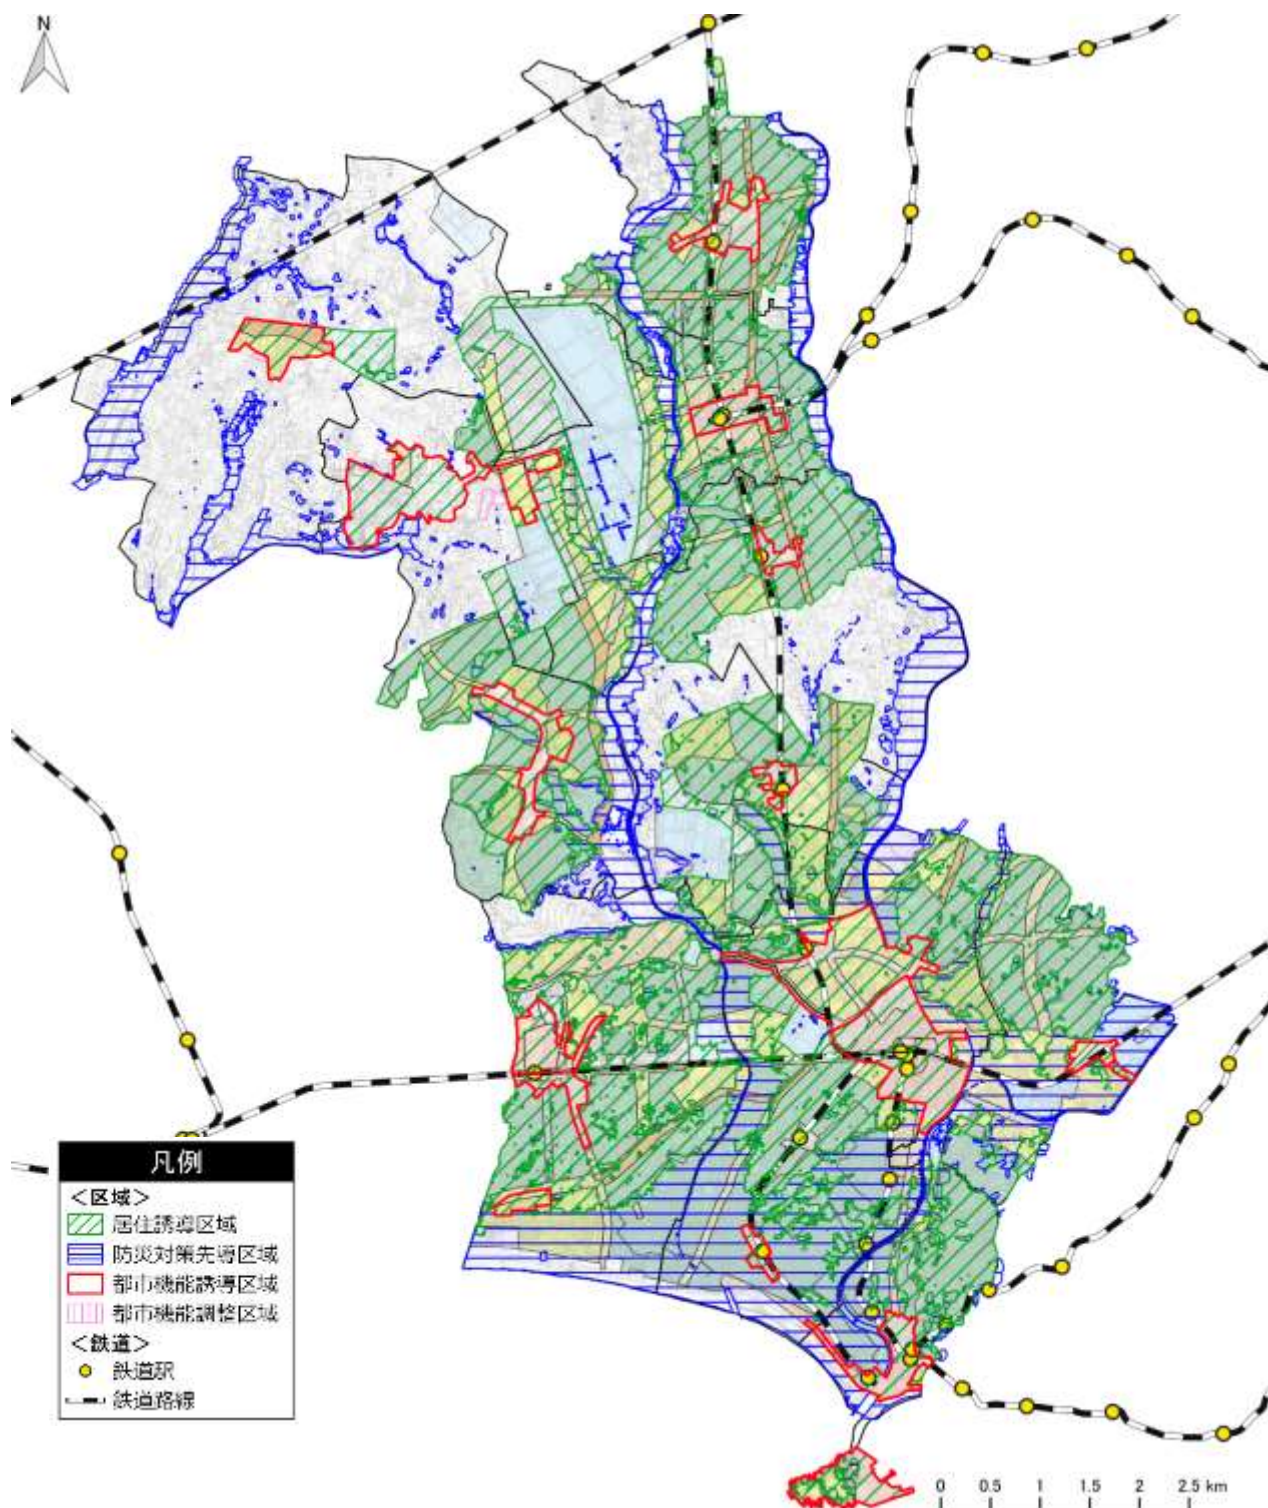 N
凡例
＜区域＞
居住誘導区域
防災対策先導区域
都市機能誘導区域
都市機能調整区域
＜鉄道＞
鉄道駅
鉄道路線
0 0.5 1 1.5 2 2.5 km